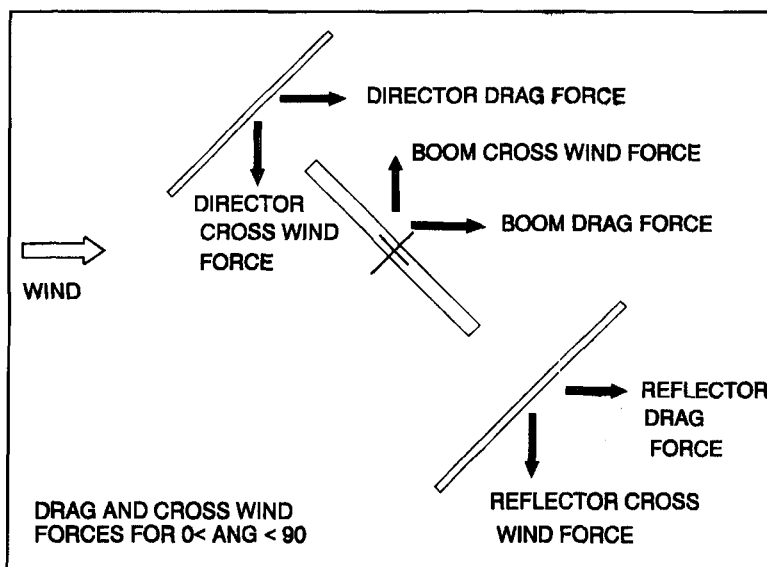 DIRECTOR DRAG FORCE
BOOM CROSS WIND FORCE
DIRECTOR
CROSS WIND
FORCE
BOOM DRAG FORCE
WIND
REFLECTOR
DRAG
FORCE
REFLECTOR CROSS
WIND FORCE
DRAG AND CROSS WIND
FORCES FOR 0< ANG < 90